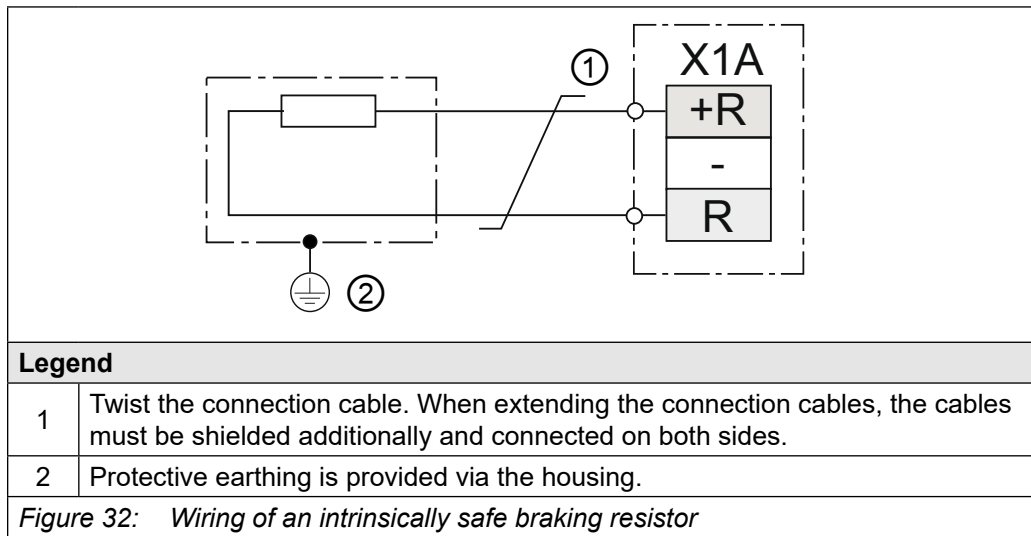 X1A
①
+R
-
R
②
Legend
1 Twist the connection cable. When extending the connection cables, the cables
must be shielded additionally and connected on both sides.
2 Protective earthing is provided via the housing.
Figure 32: Wiring of an intrinsically safe braking resistor